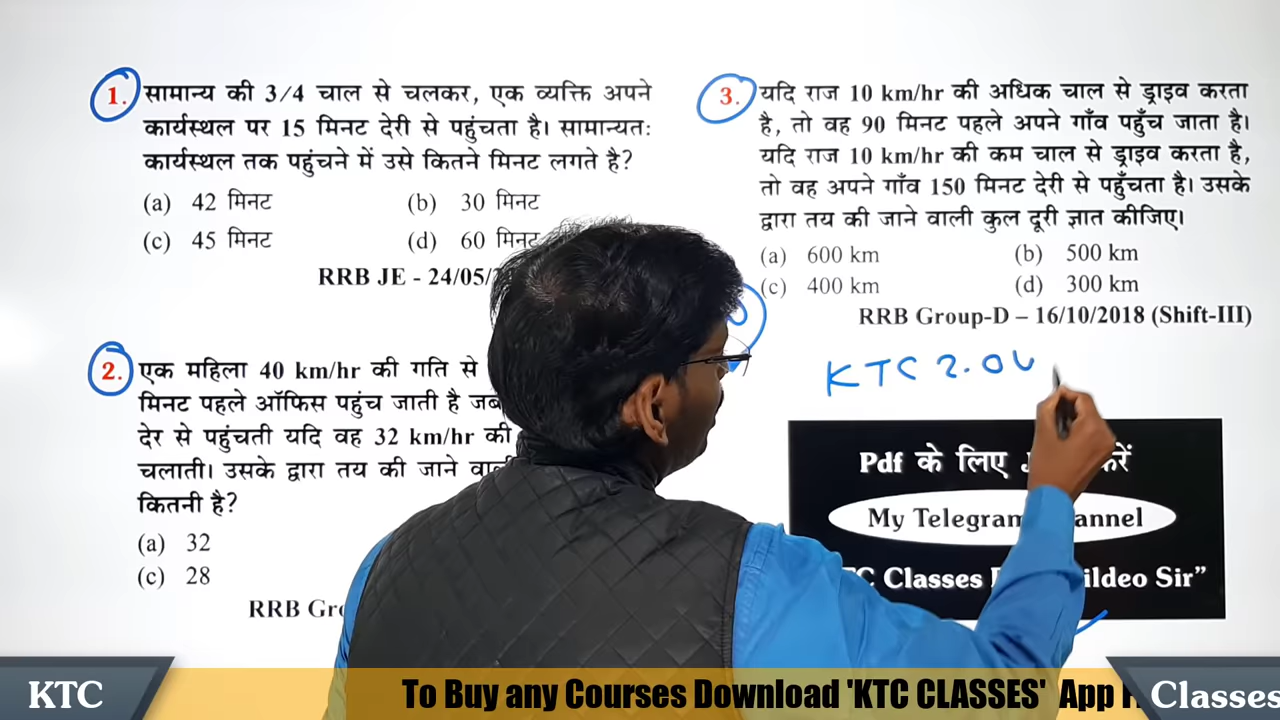 1. सामान्य की 3/4 चाल से चलकर, एक व्यक्ति अपने
कार्यस्थल पर 15 मिनट देरी से पहुंचता है। सामान्यतः
कार्यस्थल तक पहुंचने में उसे कितने मिनट लगते है?
(a) 42 मिनट (b) 30 मिनट
(c) 45 मिनट (d) 60 मिनट
RRB JE - 24/05/
2. एक महिला 40 km/hr की गति से
मिनट पहले ऑफिस पहुंच जाती है जब
देर से पहुंचती यदि वह 32 km/hr की
चलाती। उसके द्वारा तय की जाने
कितनी है?
(a) 32
(c) 28
RRB
3. यदि राज 10 km/hr की अधिक चाल से ड्राइव करता
है, तो वह 90 मिनट पहले अपने गाँव पहुँच जाता है।
यदि राज 10 km/hr की कम चाल से ड्राइव करता है,
तो वह अपने गाँव 150 मिनट देरी से पहुँचता है। उसके
द्वारा तय की जाने वाली कुल दूरी ज्ञात कीजिए।
(a) 600 km (b) 500 km
(c) 400 km (d) 300 km
RRB Group-D – 16/10/2018 (Shift-III)
KTC 2.0
Pdf के लिए
My Telegram
Classes
Sir”
KTC
To Buy any Courses Download 'KTC CLASSES' App
Classes